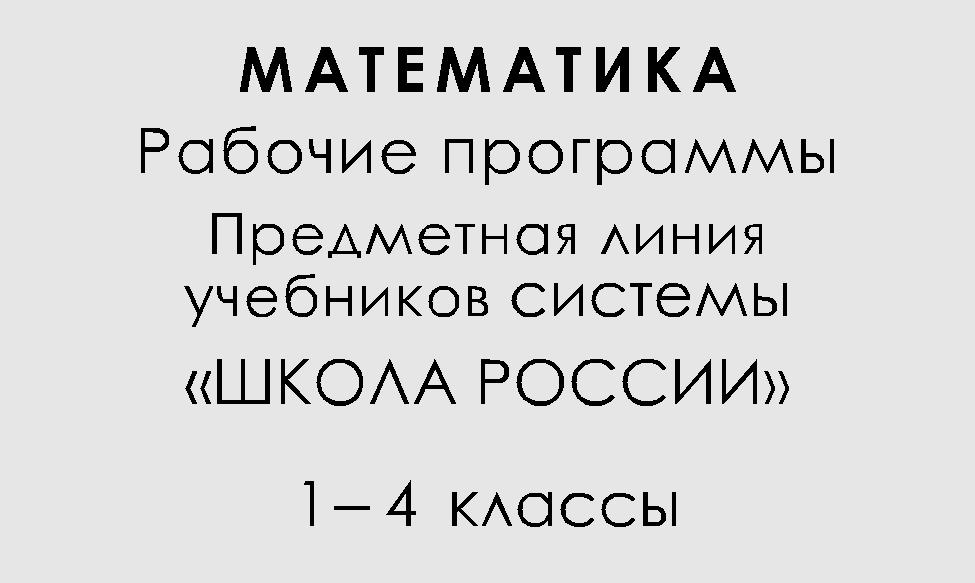 МАТЕМАТИКА
Рабочие программы
Предметная линия
учебников системы
«ШКОЛА РОССИИ»
1–4 классы